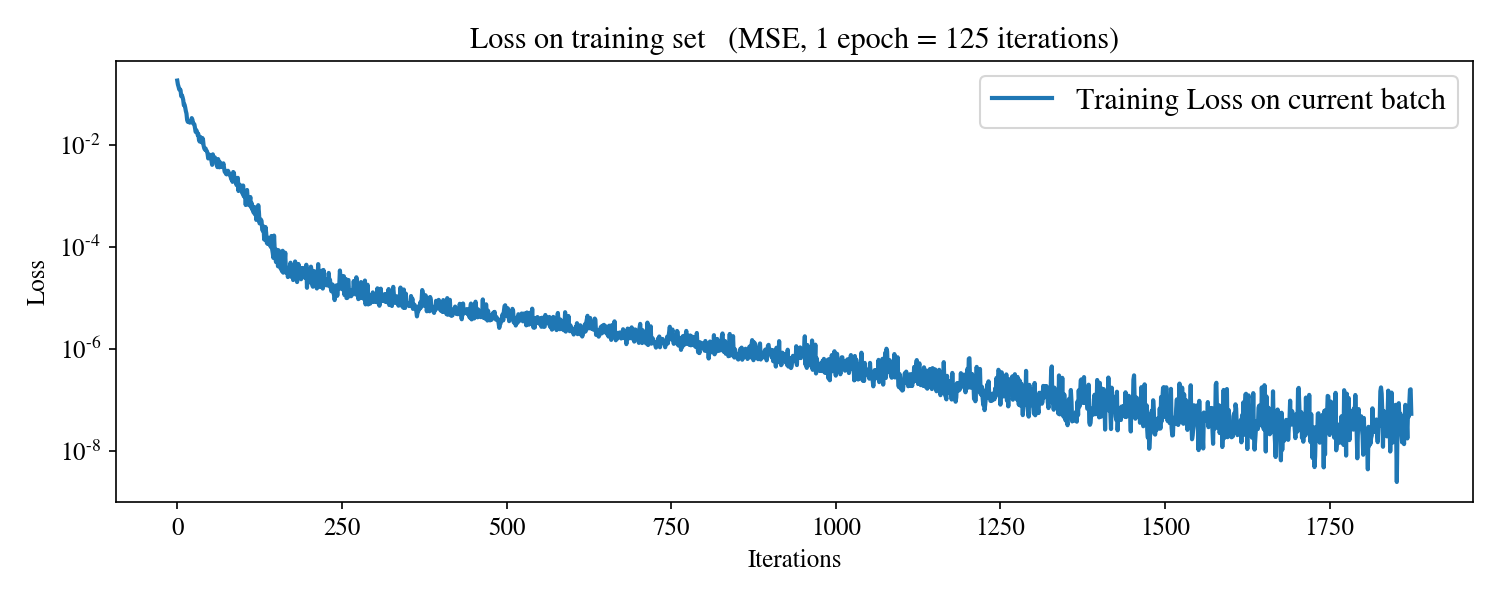 Loss on training set (MSE, 1 epoch = 125 iterations)
Training Loss on current batch
Loss
10⁻²
10⁻⁴
10⁻⁶
10⁻⁸
0 250 500 750 1000 1250 1500 1750
Iterations